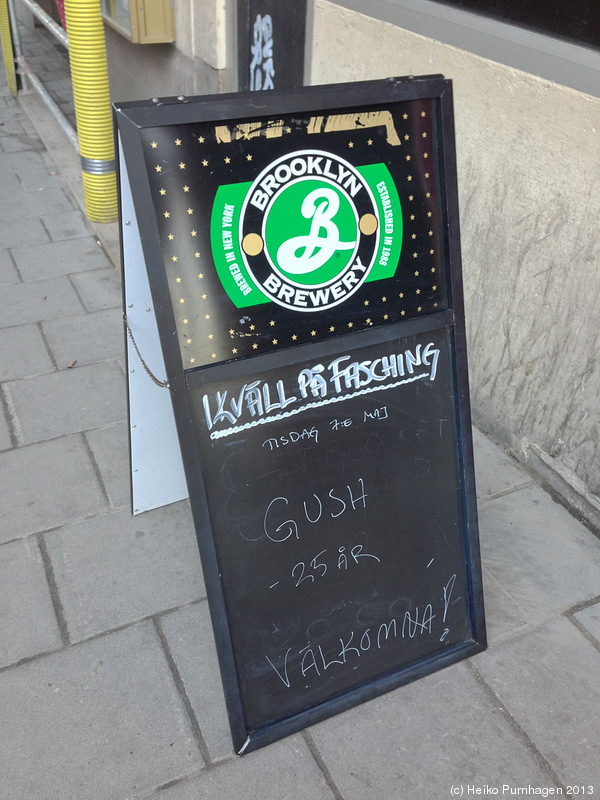 BROOKLYN
B
BREWERY
BREWED IN NEW YORK
ESTABLISHED IN 1988
IKVÄLL PÅ FASCHING
TISDAG 7:E MAJ
GUSH
- 25 ÅR -
VÄLKOMNA!
(c) Heiko Purnhagen 2013